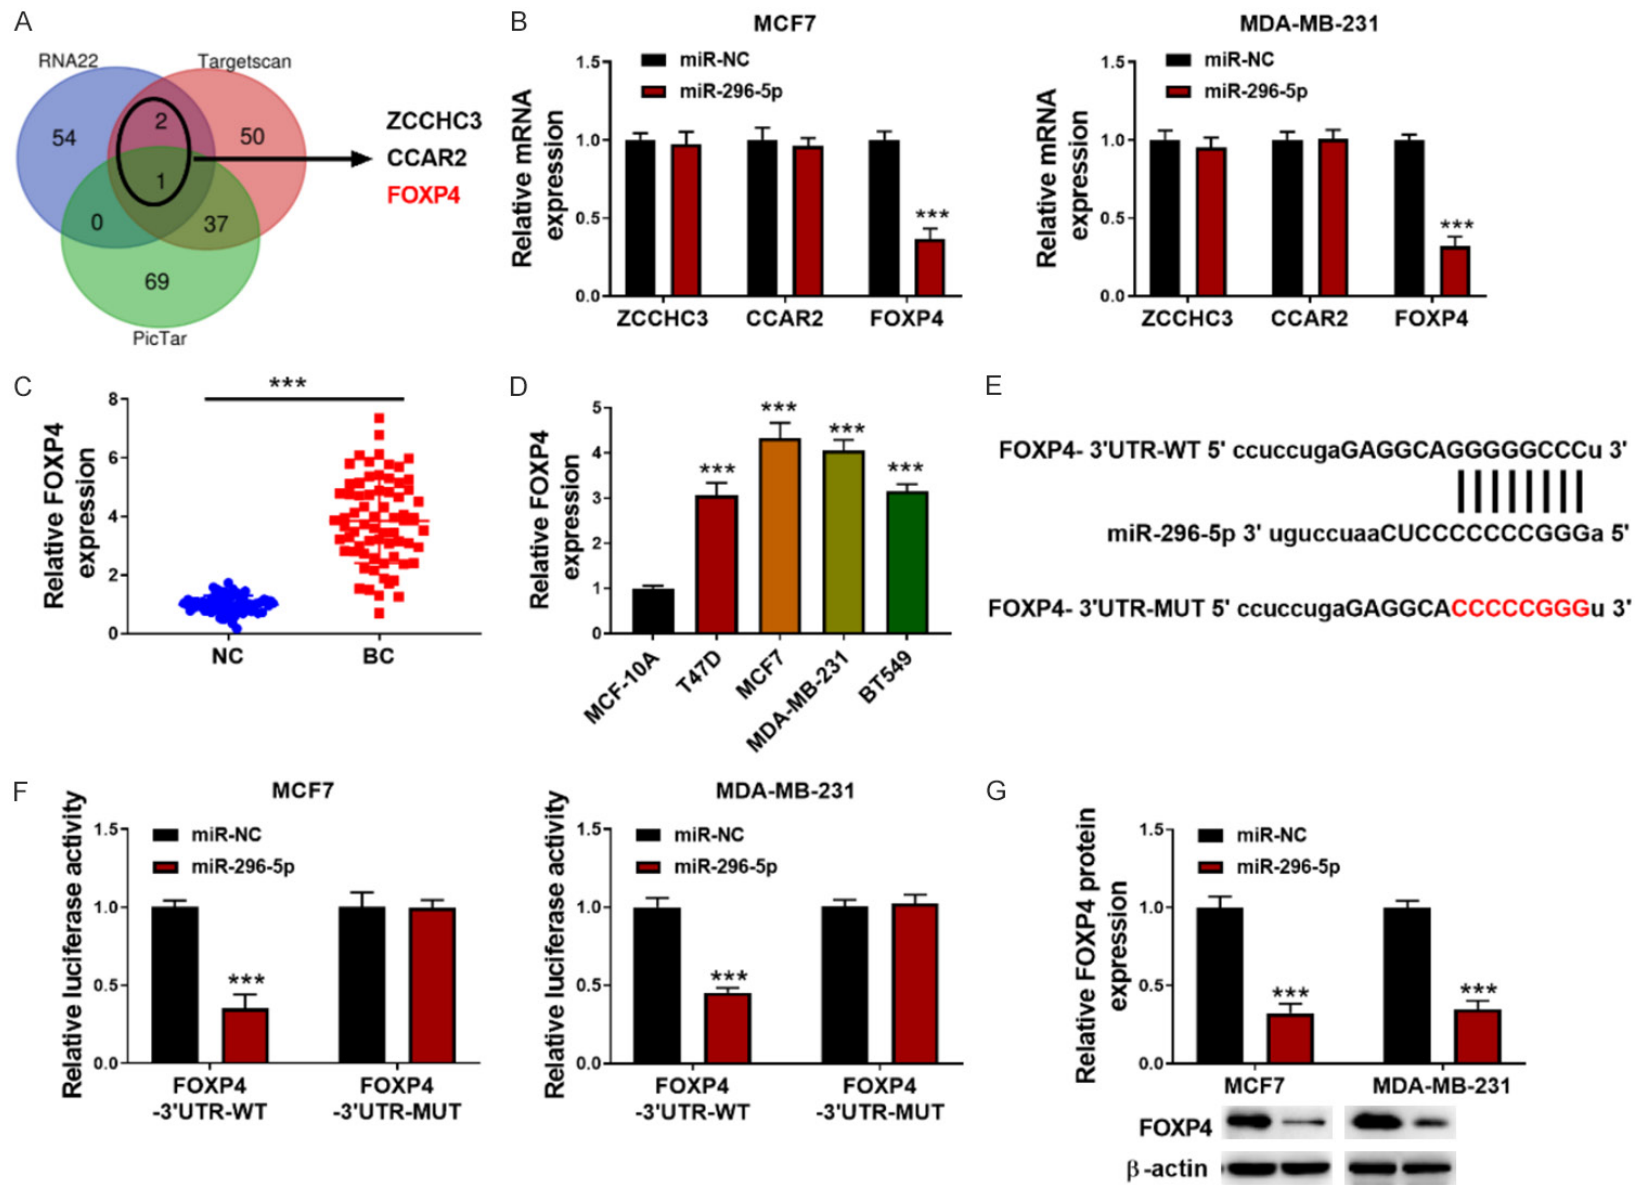 A
RNA22
Targetscan
54
2
50
1
0
37
69
PicTar
ZCCHC3
CCAR2
FOXP4
B
MCF7
Relative mRNA
expression
1.5
1.0
0.5
0.0
miR-NC
miR-296-5p
***
ZCCHC3
CCAR2
FOXP4
MDA-MB-231
Relative mRNA
expression
1.5
1.0
0.5
0.0
miR-NC
miR-296-5p
***
ZCCHC3
CCAR2
FOXP4
C
Relative FOXP4
expression
8
6
4
2
0
***
NC
BC
D
Relative FOXP4
expression
5
4
3
2
1
0
***
***
***
***
MCF-10A
T47D
MCF7
MDA-MB-231
BT549
E
FOXP4- 3'UTR-WT 5' ccuccugaGAGGCAGGGGGCCCu 3'
miR-296-5p 3' uguccuaaCUCCCCCCCGGGa 5'
FOXP4- 3'UTR-MUT 5' ccuccugaGAGGCACCCCCGGGu 3'
F
MCF7
Relative luciferase activity
1.5
1.0
0.5
0.0
miR-NC
miR-296-5p
***
FOXP4
-3'UTR-WT
FOXP4
-3'UTR-MUT
MDA-MB-231
Relative luciferase activity
1.5
1.0
0.5
0.0
miR-NC
miR-296-5p
***
FOXP4
-3'UTR-WT
FOXP4
-3'UTR-MUT
G
Relative FOXP4 protein
expression
1.5
1.0
0.5
0.0
miR-NC
miR-296-5p
***
***
MCF7
MDA-MB-231
FOXP4
β-actin